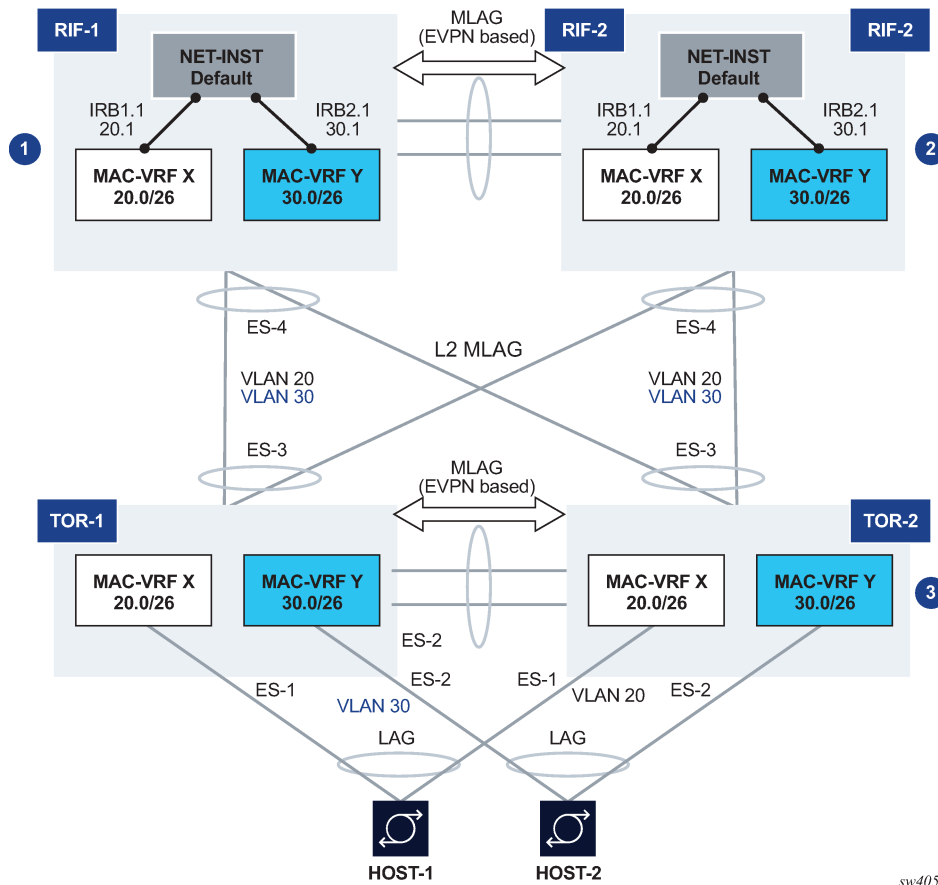 RIF-1
MLAG
(EVPN based)
RIF-2
RIF-2
NET-INST
Default
NET-INST
Default
IRB1.1
20.1
IRB2.1
30.1
IRB1.1
20.1
IRB2.1
30.1
1
MAC-VRF X
20.0/26
MAC-VRF Y
30.0/26
MAC-VRF X
20.0/26
MAC-VRF Y
30.0/26
2
ES-4
ES-4
L2 MLAG
VLAN 20
VLAN 30
VLAN 20
VLAN 30
ES-3
ES-3
MLAG
(EVPN based)
TOR-1
TOR-2
MAC-VRF X
20.0/26
MAC-VRF Y
30.0/26
MAC-VRF X
20.0/26
MAC-VRF Y
30.0/26
3
ES-2
ES-1
ES-2
ES-1
ES-2
VLAN 30
VLAN 20
LAG
LAG
HOST-1
HOST-2
sw405